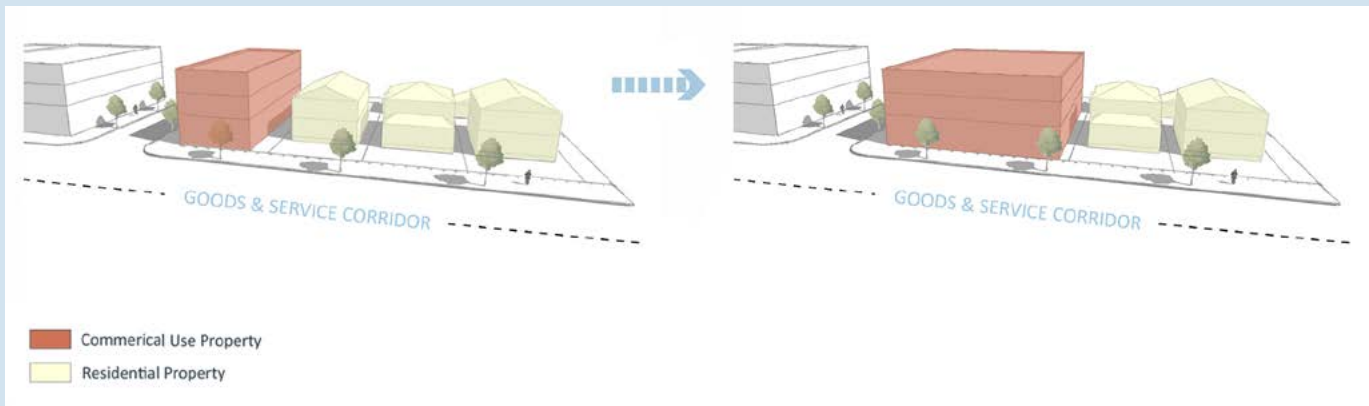 GOODS & SERVICE CORRIDOR
GOODS & SERVICE CORRIDOR
Commerical Use Property
Residential Property